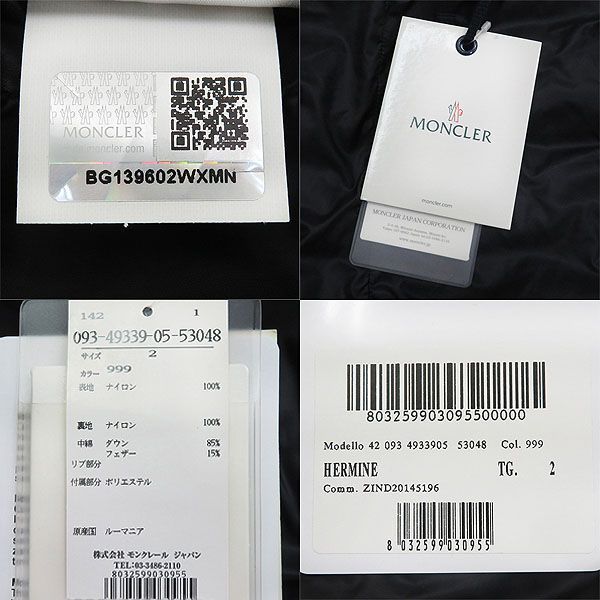 MONCLER
moncler.com
BG139602WXMN
MONCLER
moncler.com
MONCLER JAPAN CORPORATION
www.moncler.jp
142 1
093-49339-05-53048
サイズ 2
カラー 999
表地 ナイロン 100%
裏地 ナイロン 100%
中綿 ダウン 85%
フェザー 15%
リブ部分
付属部分 ポリエステル
原産国 ルーマニア
株式会社 モンクレール ジャパン
TEL:03-3486-2110
8032599030955
803259903095500000
Modello 42 093 4933905 53048 Col. 999
HERMINE TG. 2
Comm. ZIND20145196
8 032599 030955